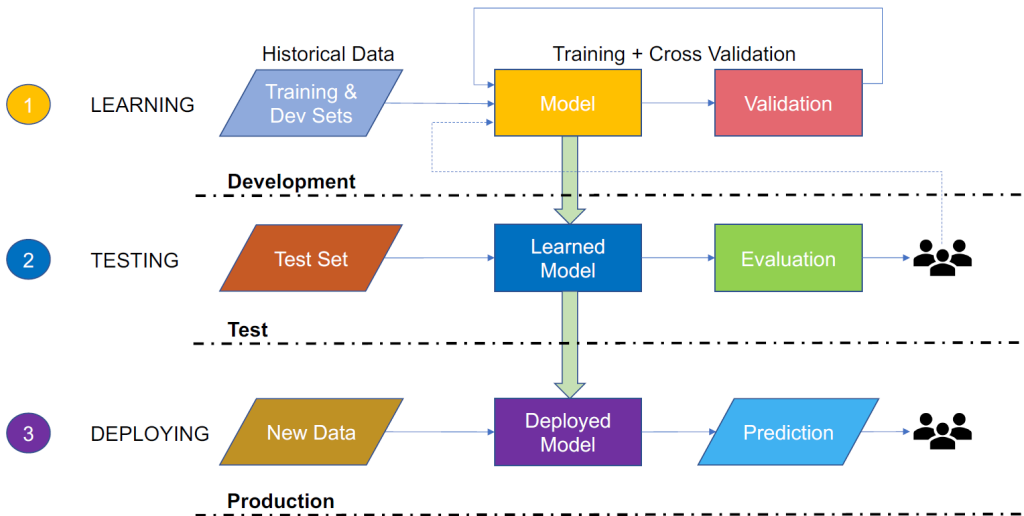 Historical Data
Training + Cross Validation
1
LEARNING
Training &
Dev Sets
Model
Validation
Development
2
TESTING
Test Set
Learned
Model
Evaluation
Test
3
DEPLOYING
New Data
Deployed
Model
Prediction
Production